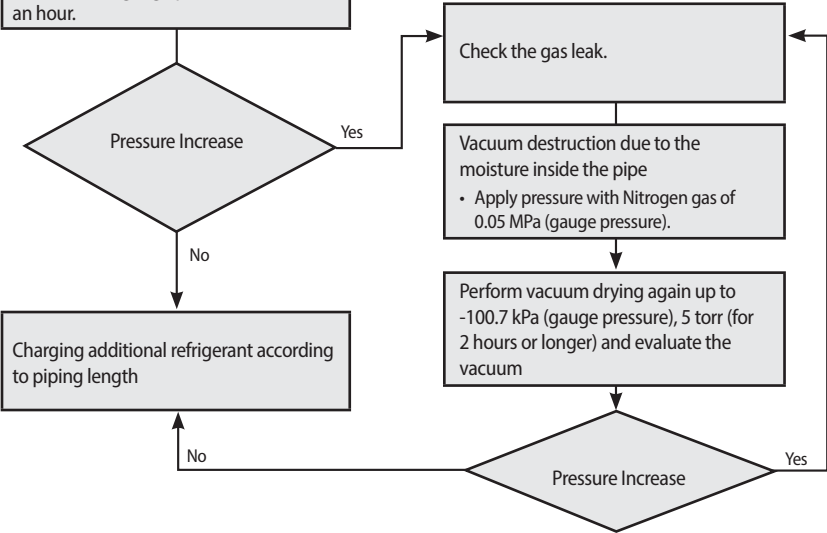 an hour.
Pressure Increase
Yes
No
Charging additional refrigerant according
to piping length
Check the gas leak.
Vacuum destruction due to the
moisture inside the pipe
• Apply pressure with Nitrogen gas of
0.05 MPa (gauge pressure).
Perform vacuum drying again up to
-100.7 kPa (gauge pressure), 5 torr (for
2 hours or longer) and evaluate the
vacuum
Pressure Increase
Yes
No